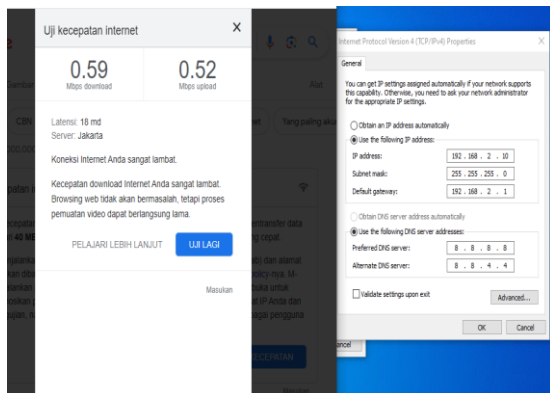 Uji kecepatan internet X
0.59
Mbps download
0.52
Mbps upload
Latensi: 18 md
Server: Jakarta
Koneksi Internet Anda sangat lambat.
Kecepatan download Internet Anda sangat lambat.
Browsing web tidak akan bermasalah, tetapi proses
pemuatan video dapat berlangsung lama.
PELAJARI LEBIH LANJUT
UJI LAGI
Masukan
Alat
CBN
Yang paling aku
KECEPATAN
Internet Protocol Version 4 (TCP/IPv4) Properties
General
You can get IP settings assigned automatically if your network supports
this capability. Otherwise, you need to ask your network administrator
for the appropriate IP settings.
Obtain an IP address automatically
Use the following IP address:
IP address: 192 . 168 . 2 . 10
Subnet mask: 255 . 255 . 255 . 0
Default gateway: 192 . 168 . 2 . 1
Obtain DNS server address automatically
Use the following DNS server addresses:
Preferred DNS server: 8 . 8 . 8 . 8
Alternate DNS server: 8 . 8 . 4 . 4
Validate settings upon exit
Advanced...
OK
Cancel
ancel